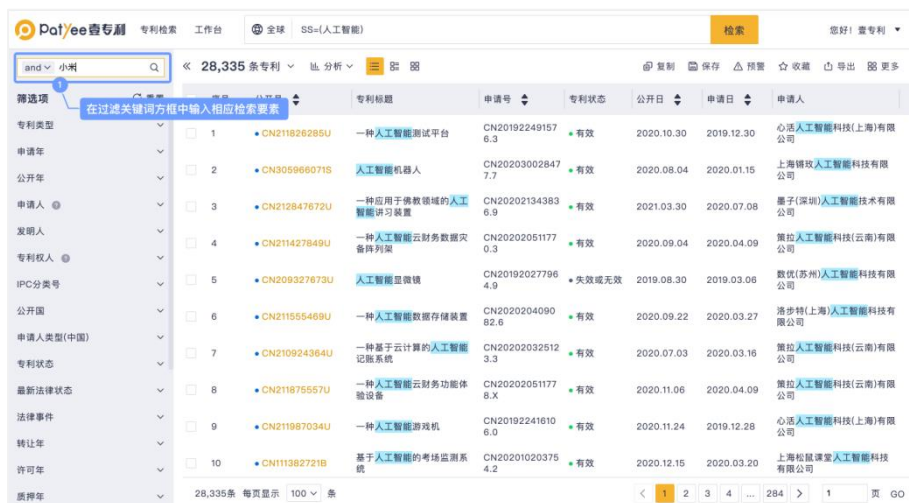 Patyee壹专利 专利检索 工作台 全球 SS=(人工智能) 检索 您好！壹专利
and 小米
28,335 条专利 分析 复制 保存 预警 收藏 导出 更多
1
在过滤关键词方框中输入相应检索要素
筛选项
专利标题 申请号 专利状态 公开日 申请日 申请人
专利类型
申请年
公开年
申请人
发明人
专利权人
IPC分类号
公开国
申请人类型(中国)
专利状态
最新法律状态
法律事件
转让年
许可年
质押年
1 CN211826285U 一种人工智能测试平台 CN201922491576.3 有效 2020.10.30 2019.12.30 心活人工智能科技(上海)有限公司
2 CN305966071S 人工智能机器人 CN202030028477.7 有效 2020.08.04 2020.01.15 上海锵玫人工智能科技有限公司
3 CN212847672U 一种应用于佛教领域的人工智能讲习装置 CN202021343836.9 有效 2021.03.30 2020.07.08 墨子(深圳)人工智能技术有限公司
4 CN211427849U 一种人工智能云财务数据灾备阵列架 CN202020511770.3 有效 2020.09.04 2020.04.09 策拉人工智能科技(云南)有限公司
5 CN209327673U 人工智能显微镜 CN201920277964.9 失效或无效 2019.08.30 2019.03.06 数优(苏州)人工智能科技有限公司
6 CN211555469U 一种人工智能数据存储装置 CN202020409082.6 有效 2020.09.22 2020.03.27 洛步特(上海)人工智能科技有限公司
7 CN210924364U 一种基于云计算的人工智能记账系统 CN202020325123.3 有效 2020.07.03 2020.03.16 策拉人工智能科技(云南)有限公司
8 CN211875557U 一种人工智能云财务功能体验设备 CN202020511778.X 有效 2020.11.06 2020.04.09 策拉人工智能科技(云南)有限公司
9 CN211987034U 一种人工智能游戏机 CN201922416106.0 有效 2020.11.24 2019.12.28 心活人工智能科技(上海)有限公司
10 CN111382721B 基于人工智能的考场监测系统 CN202010203754.2 有效 2020.12.15 2020.03.20 上海松鼠课堂人工智能科技有限公司
28,335条 每页显示 100 条 1 2 3 4 ... 284 1 页 GO